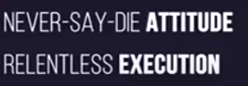 NEVER-SAY-DIE ATTITUDE
RELENTLESS EXECUTION